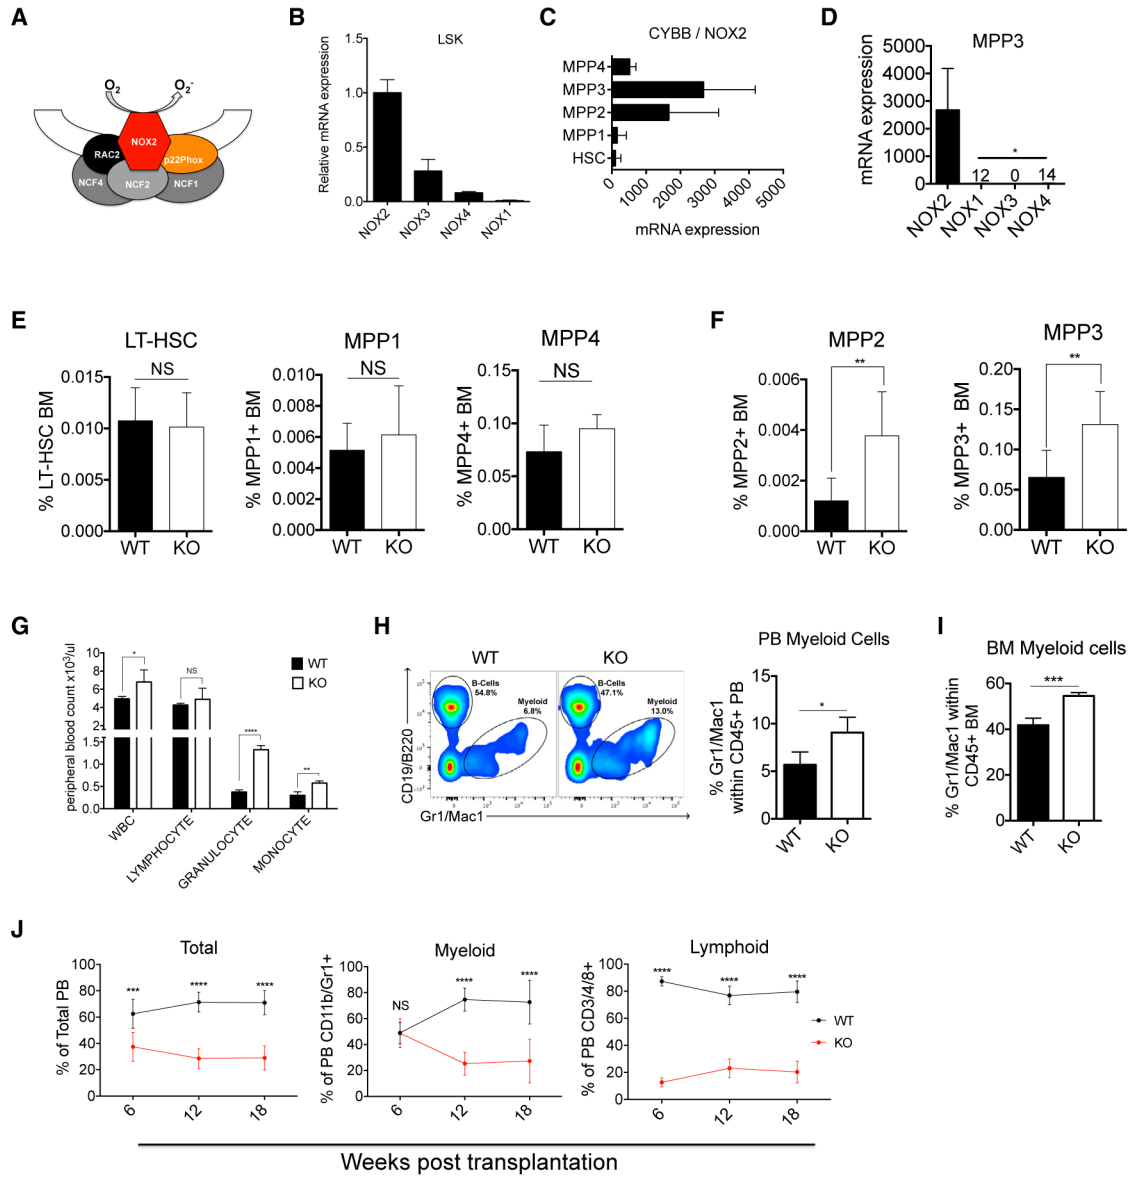 A
O2
O2-
NOX2
RAC2
p22Phox
NCF4
NCF2
NCF1
B
LSK
Relative mRNA expression
1.5
1.0
0.5
0.0
NOX2
NOX3
NOX4
NOX1
C
CYBB / NOX2
MPP4
MPP3
MPP2
MPP1
HSC
0
1000
2000
3000
4000
5000
mRNA expression
D
MPP3
mRNA expression
5000
4000
3000
2000
1000
0
*
12
0
14
NOX2
NOX1
NOX3
NOX4
E
LT-HSC
NS
% LT-HSC BM
0.015
0.010
0.005
0.000
WT
KO
MPP1
NS
% MPP1+ BM
0.010
0.008
0.006
0.004
0.002
0.000
WT
KO
MPP4
NS
% MPP4+ BM
0.15
0.10
0.05
0.00
WT
KO
F
MPP2
**
% MPP2+ BM
0.006
0.004
0.002
0.000
WT
KO
MPP3
**
% MPP3+ BM
0.20
0.15
0.10
0.05
0.00
WT
KO
G
peripheral blood count x10³/ul
10
8
6
4
2
1.5
1.0
0.5
0.0
*
NS
****
**
WT
KO
WBC
LYMPHOCYTE
GRANULOCYTE
MONOCYTE
H
WT
KO
CD19/B220
B-Cells
54.8%
Myeloid
6.8%
B-Cells
47.1%
Myeloid
13.0%
Gr1/Mac1
PB Myeloid Cells
% Gr1/Mac1
within CD45+ PB
15
10
5
0
*
WT
KO
I
BM Myeloid cells
% Gr1/Mac1 within
CD45+ BM
60
40
20
0
***
WT
KO
J
Total
% of Total PB
100
80
60
40
20
0
***
****
****
6
12
18
Myeloid
% of PB CD11b/Gr1+
100
80
60
40
20
0
NS
****
****
6
12
18
Lymphoid
% of PB CD3/4/8+
100
80
60
40
20
0
****
****
****
6
12
18
WT
KO
Weeks post transplantation